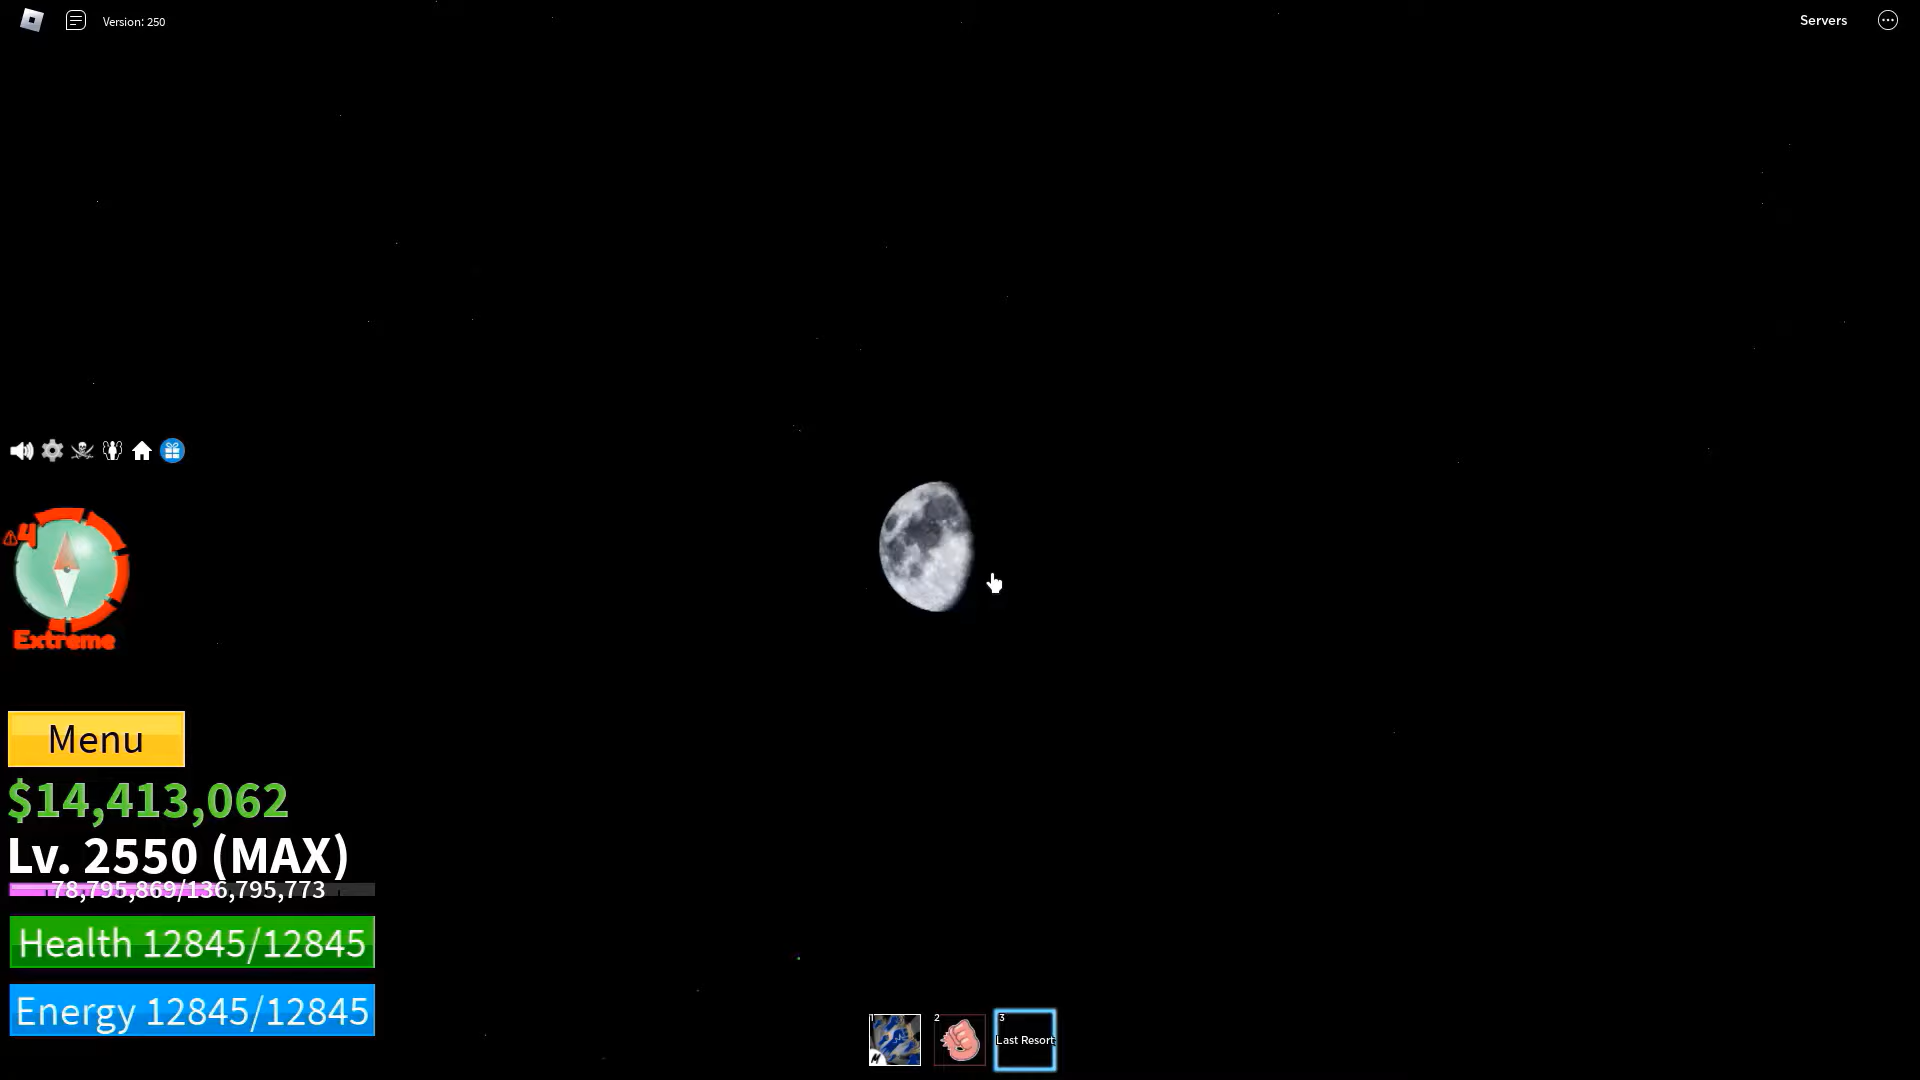 Version: 250
Servers
4
Extreme
Menu
$14,413,062
Lv. 2550 (MAX)
78,795,869/136,795,773
Health 12845/12845
Energy 12845/12845
1
2
3
Last Resort